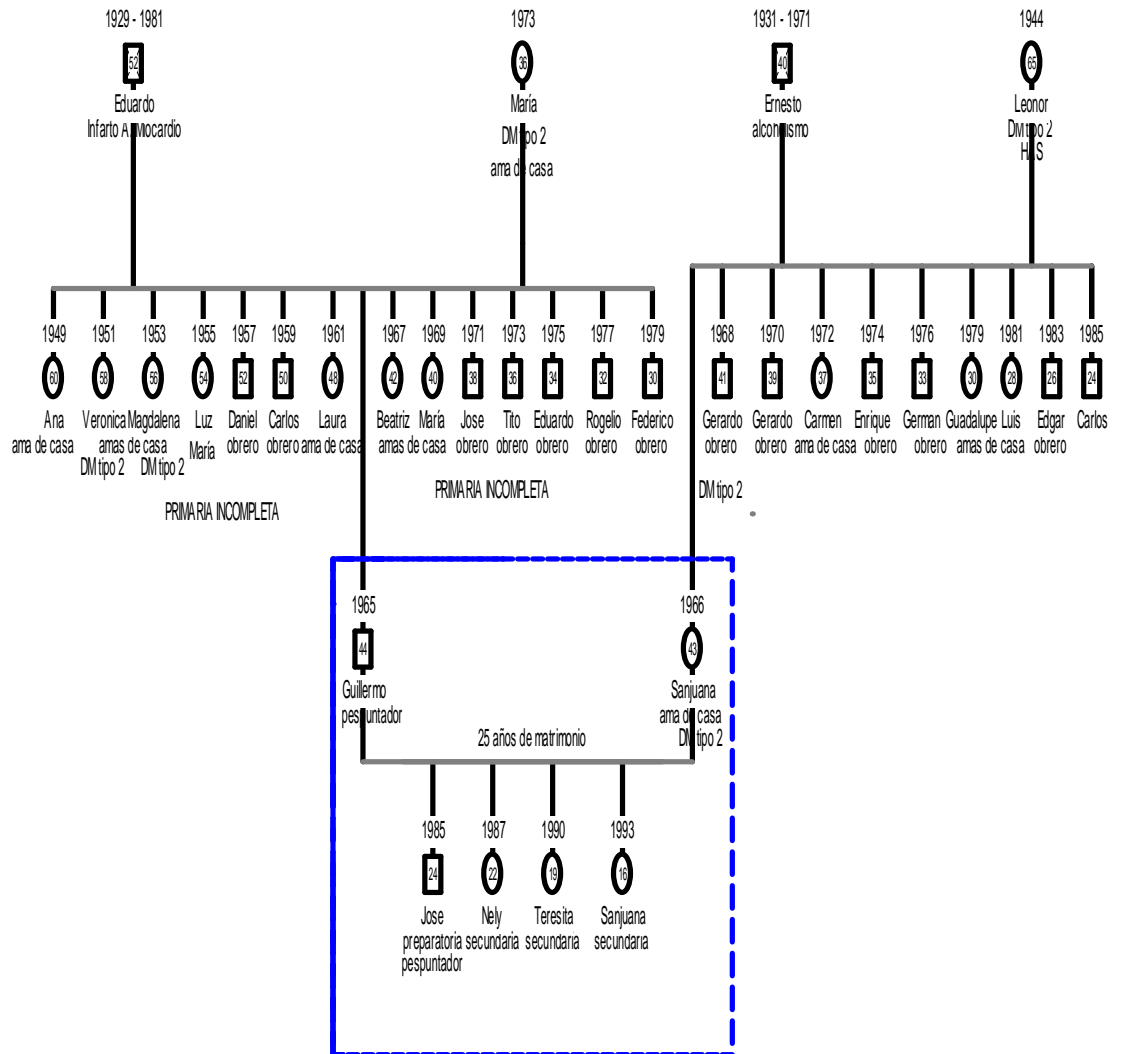 1929 - 1981 1973 1931 - 1971 1944
52 36 40 65
Eduardo María Ernesto Leonor
Infarto A. Miocardio DM tipo 2 alcoholismo DM tipo 2
ama de casa HAS
1949 1951 1953 1955 1957 1959 1961 1967 1969 1971 1973 1975 1977 1979 1968 1970 1972 1974 1976 1979 1981 1983 1985
60 58 56 54 52 50 48 42 40 38 36 34 32 30 41 39 37 35 33 30 28 26 24
Ana Veronica Magdalena Luz Daniel Carlos Laura Beatriz María Jose Tito Eduardo Rogelio Federico Gerardo Gerardo Carmen Enrique German Guadalupe Luis Edgar Carlos
ama de casa amas de casa María obrero obrero ama de casa amas de casa obrero obrero obrero obrero obrero obrero obrero ama de casa obrero obrero amas de casa obrero
DM tipo 2 DM tipo 2
PRIMARIA INCOMPLETA PRIMARIA INCOMPLETA DM tipo 2
1965 1966
44 43
Guillermo Sanjuana
pespuntador ama de casa
25 años de matrimonio DM tipo 2
1985 1987 1990 1993
24 22 19 16
Jose Nely Teresita Sanjuana
preparatoria secundaria secundaria secundaria
pespuntador